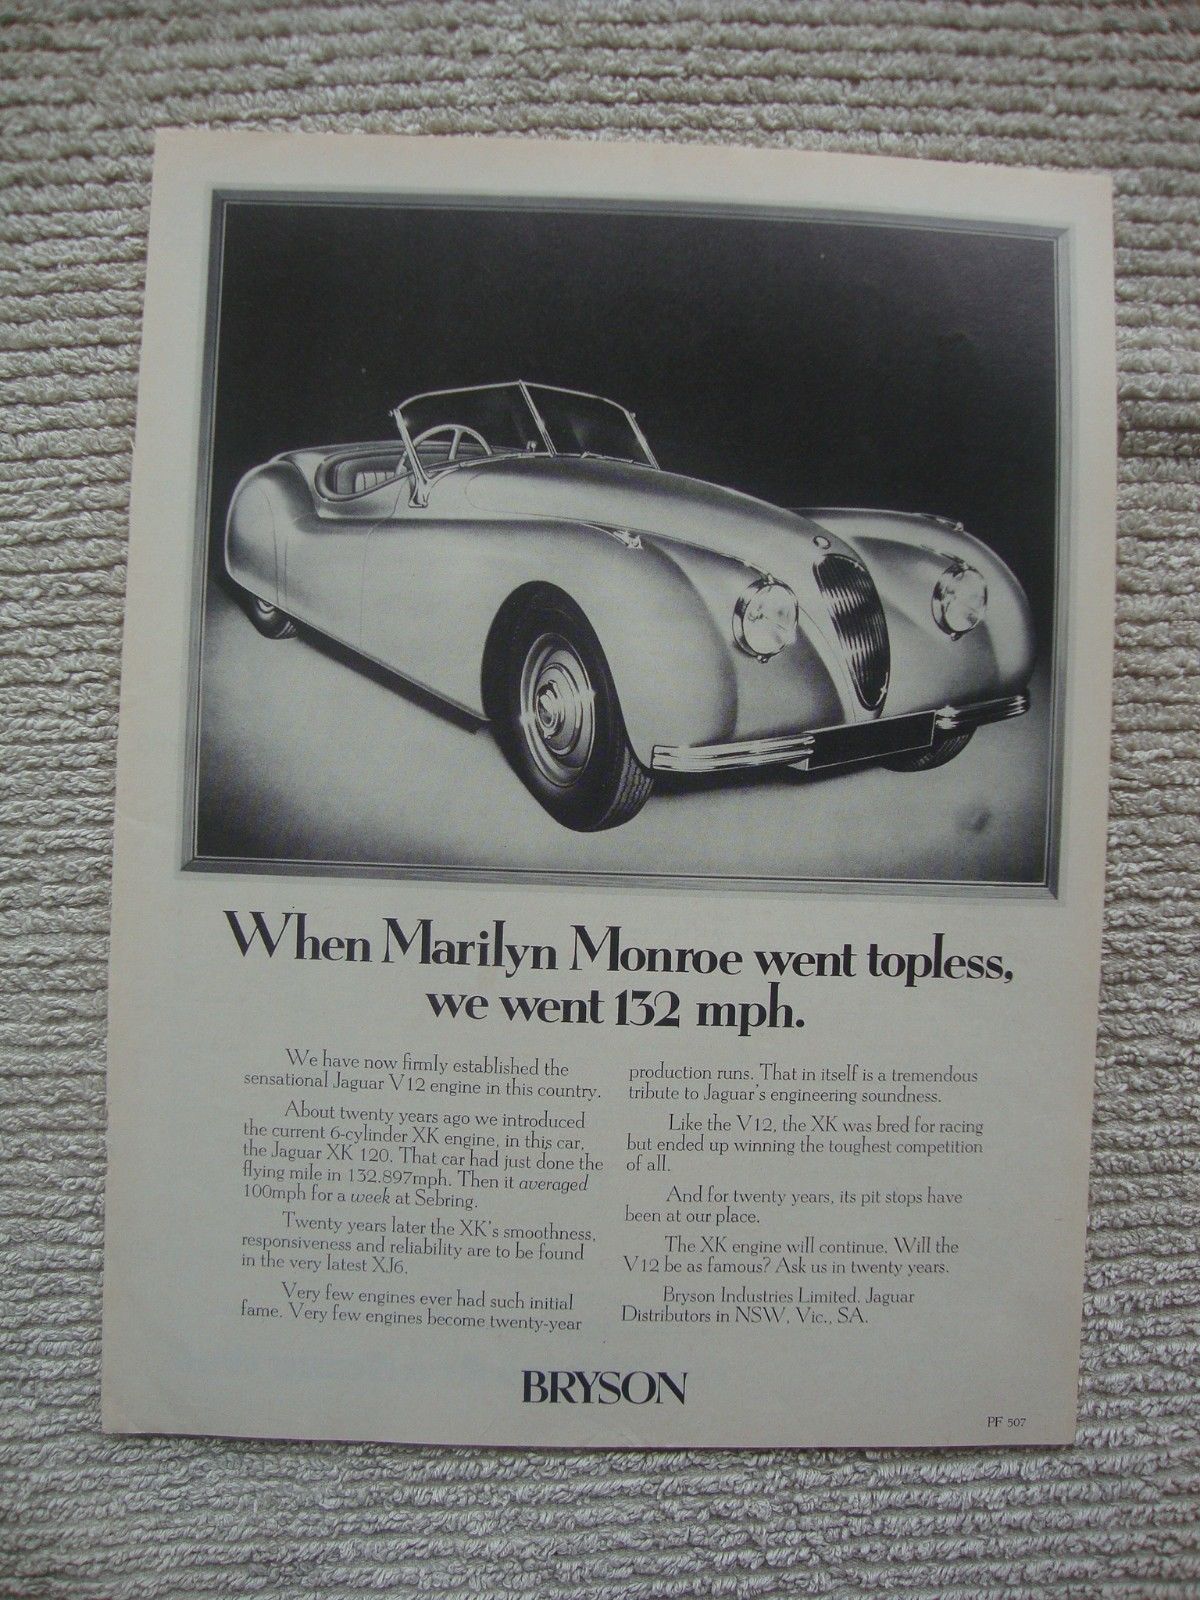 When Marilyn Monroe went topless,
we went 132 mph.
We have now firmly established the
sensational Jaguar V12 engine in this country.
About twenty years ago we introduced
the current 6-cylinder XK engine, in this car,
the Jaguar XK 120. That car had just done the
flying mile in 132.897mph. Then it averaged
100mph for a week at Sebring.
Twenty years later the XK's smoothness,
responsiveness and reliability are to be found
in the very latest XJ6.
Very few engines ever had such initial
fame. Very few engines become twenty-year
production runs. That in itself is a tremendous
tribute to Jaguar's engineering soundness.
Like the V12, the XK was bred for racing
but ended up winning the toughest competition
of all.
And for twenty years, its pit stops have
been at our place.
The XK engine will continue. Will the
V12 be as famous? Ask us in twenty years.
Bryson Industries Limited, Jaguar
Distributors in NSW, Vic., SA.
BRYSON
PF 507